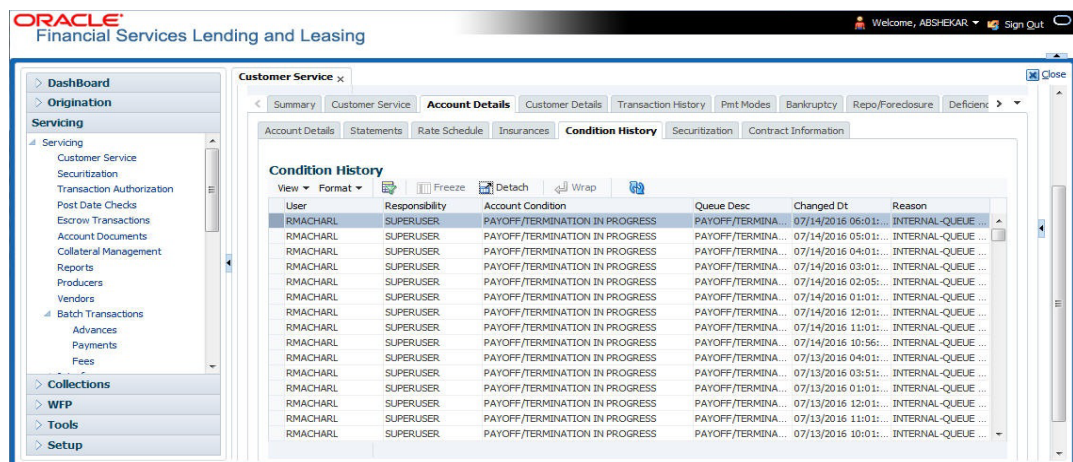 ORACLE
Financial Services Lending and Leasing
Welcome, ABSHEKAR Sign Out
DashBoard
Origination
Servicing
Servicing
Customer Service
Securitization
Transaction Authorization
Post Date Checks
Escrow Transactions
Account Documents
Collateral Management
Reports
Producers
Vendors
Batch Transactions
Advances
Payments
Fees
Collections
WFP
Tools
Setup
Customer Service x
Close
Summary Customer Service Account Details Customer Details Transaction History Pmt Modes Bankruptcy Repo/Foreclosure Deficienc
Account Details Statements Rate Schedule Insurances Condition History Securitization Contract Information
Condition History
View Format Freeze Detach Wrap
User Responsibility Account Condition Queue Desc Changed Dt Reason
RMACHARL SUPERUSER PAYOFF/TERMINATION IN PROGRESS PAYOFF/TERMINA... 07/14/2016 06:01:... INTERNAL-QUEUE ...
RMACHARL SUPERUSER PAYOFF/TERMINATION IN PROGRESS PAYOFF/TERMINA... 07/14/2016 05:01:... INTERNAL-QUEUE ...
RMACHARL SUPERUSER PAYOFF/TERMINATION IN PROGRESS PAYOFF/TERMINA... 07/14/2016 04:01:... INTERNAL-QUEUE ...
RMACHARL SUPERUSER PAYOFF/TERMINATION IN PROGRESS PAYOFF/TERMINA... 07/14/2016 03:01:... INTERNAL-QUEUE ...
RMACHARL SUPERUSER PAYOFF/TERMINATION IN PROGRESS PAYOFF/TERMINA... 07/14/2016 02:05:... INTERNAL-QUEUE ...
RMACHARL SUPERUSER PAYOFF/TERMINATION IN PROGRESS PAYOFF/TERMINA... 07/14/2016 01:01:... INTERNAL-QUEUE ...
RMACHARL SUPERUSER PAYOFF/TERMINATION IN PROGRESS PAYOFF/TERMINA... 07/14/2016 12:01:... INTERNAL-QUEUE ...
RMACHARL SUPERUSER PAYOFF/TERMINATION IN PROGRESS PAYOFF/TERMINA... 07/14/2016 11:01:... INTERNAL-QUEUE ...
RMACHARL SUPERUSER PAYOFF/TERMINATION IN PROGRESS PAYOFF/TERMINA... 07/14/2016 10:56:... INTERNAL-QUEUE ...
RMACHARL SUPERUSER PAYOFF/TERMINATION IN PROGRESS PAYOFF/TERMINA... 07/13/2016 04:01:... INTERNAL-QUEUE ...
RMACHARL SUPERUSER PAYOFF/TERMINATION IN PROGRESS PAYOFF/TERMINA... 07/13/2016 03:51:... INTERNAL-QUEUE ...
RMACHARL SUPERUSER PAYOFF/TERMINATION IN PROGRESS PAYOFF/TERMINA... 07/13/2016 01:01:... INTERNAL-QUEUE ...
RMACHARL SUPERUSER PAYOFF/TERMINATION IN PROGRESS PAYOFF/TERMINA... 07/13/2016 12:01:... INTERNAL-QUEUE ...
RMACHARL SUPERUSER PAYOFF/TERMINATION IN PROGRESS PAYOFF/TERMINA... 07/13/2016 11:01:... INTERNAL-QUEUE ...
RMACHARL SUPERUSER PAYOFF/TERMINATION IN PROGRESS PAYOFF/TERMINA... 07/13/2016 10:01:... INTERNAL-QUEUE ...